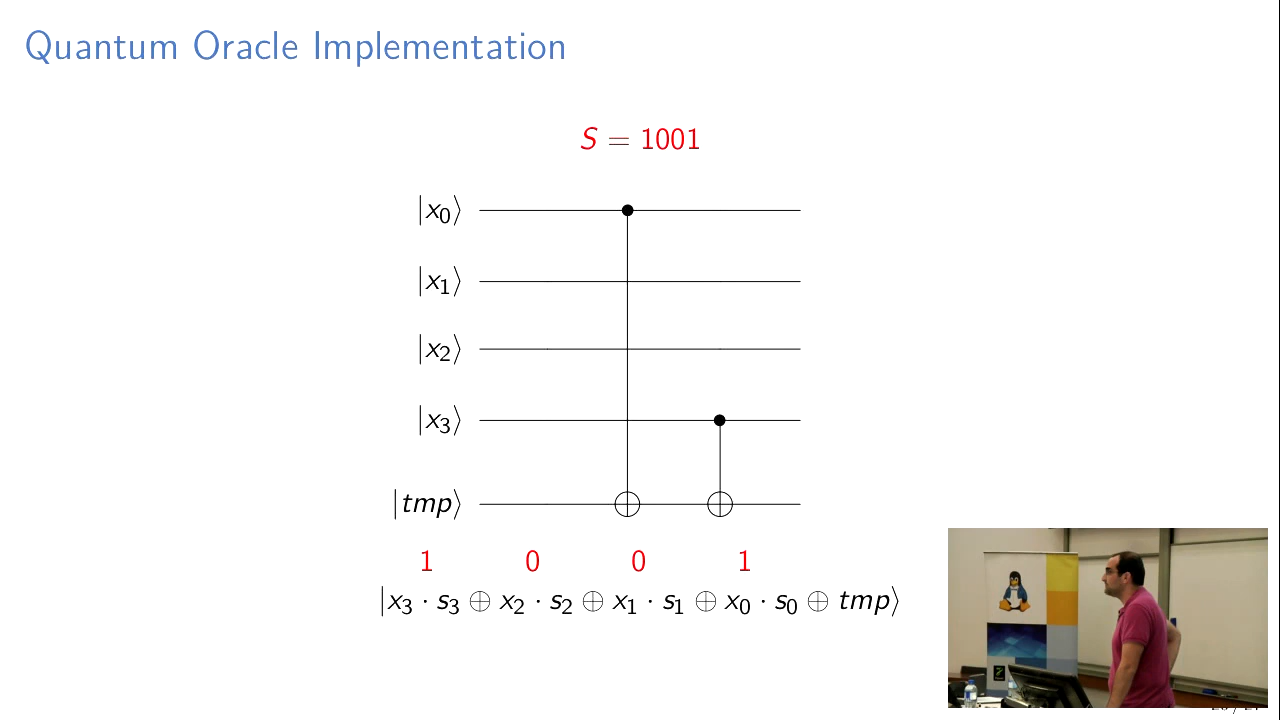 Quantum Oracle Implementation
S = 1001
|x₀⟩
|x₁⟩
|x₂⟩
|x₃⟩
|tmp⟩
1 0 0 1
|x₃ · s₃ ⊕ x₂ · s₂ ⊕ x₁ · s₁ ⊕ x₀ · s₀ ⊕ tmp⟩